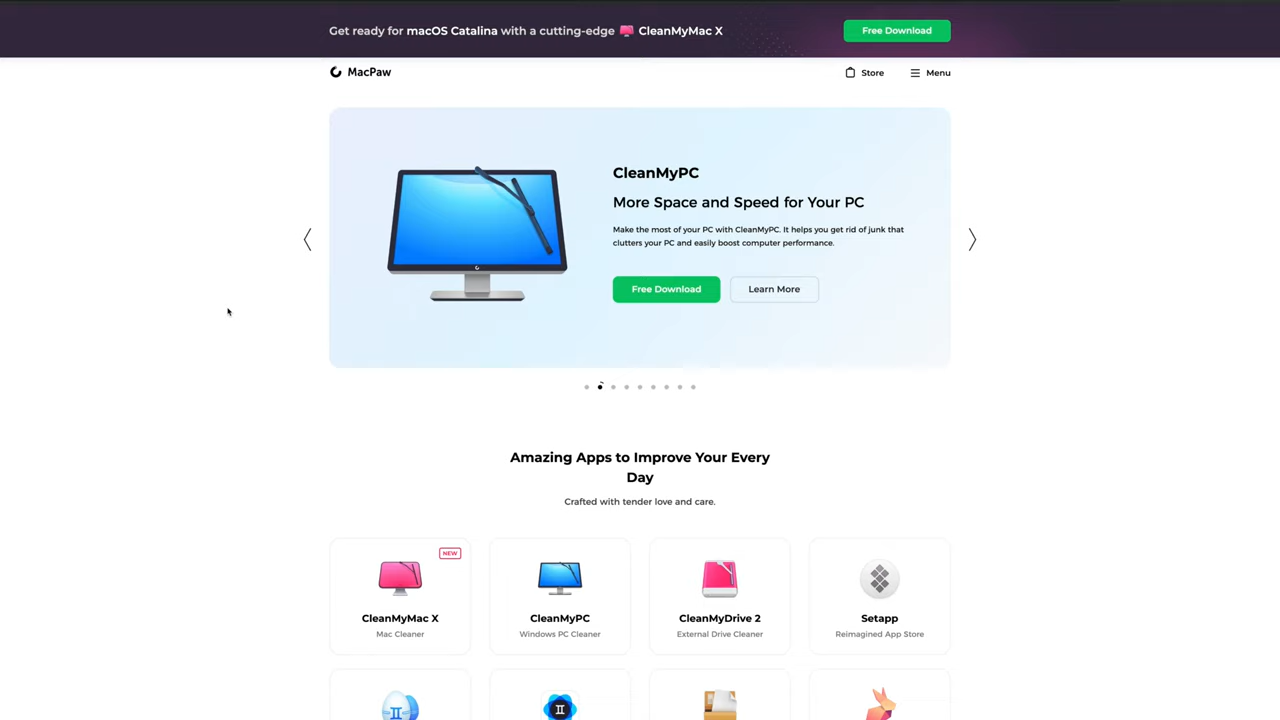 Get ready for macOS Catalina with a cutting-edge CleanMyMac X
Free Download
MacPaw
Store
Menu
CleanMyPC
More Space and Speed for Your PC
Make the most of your PC with CleanMyPC. It helps you get rid of junk that
clutters your PC and easily boost computer performance.
Free Download
Learn More
Amazing Apps to Improve Your Every
Day
Crafted with tender love and care.
NEW
CleanMyMac X
Mac Cleaner
CleanMyPC
Windows PC Cleaner
CleanMyDrive 2
External Drive Cleaner
Setapp
Reimagined App Store